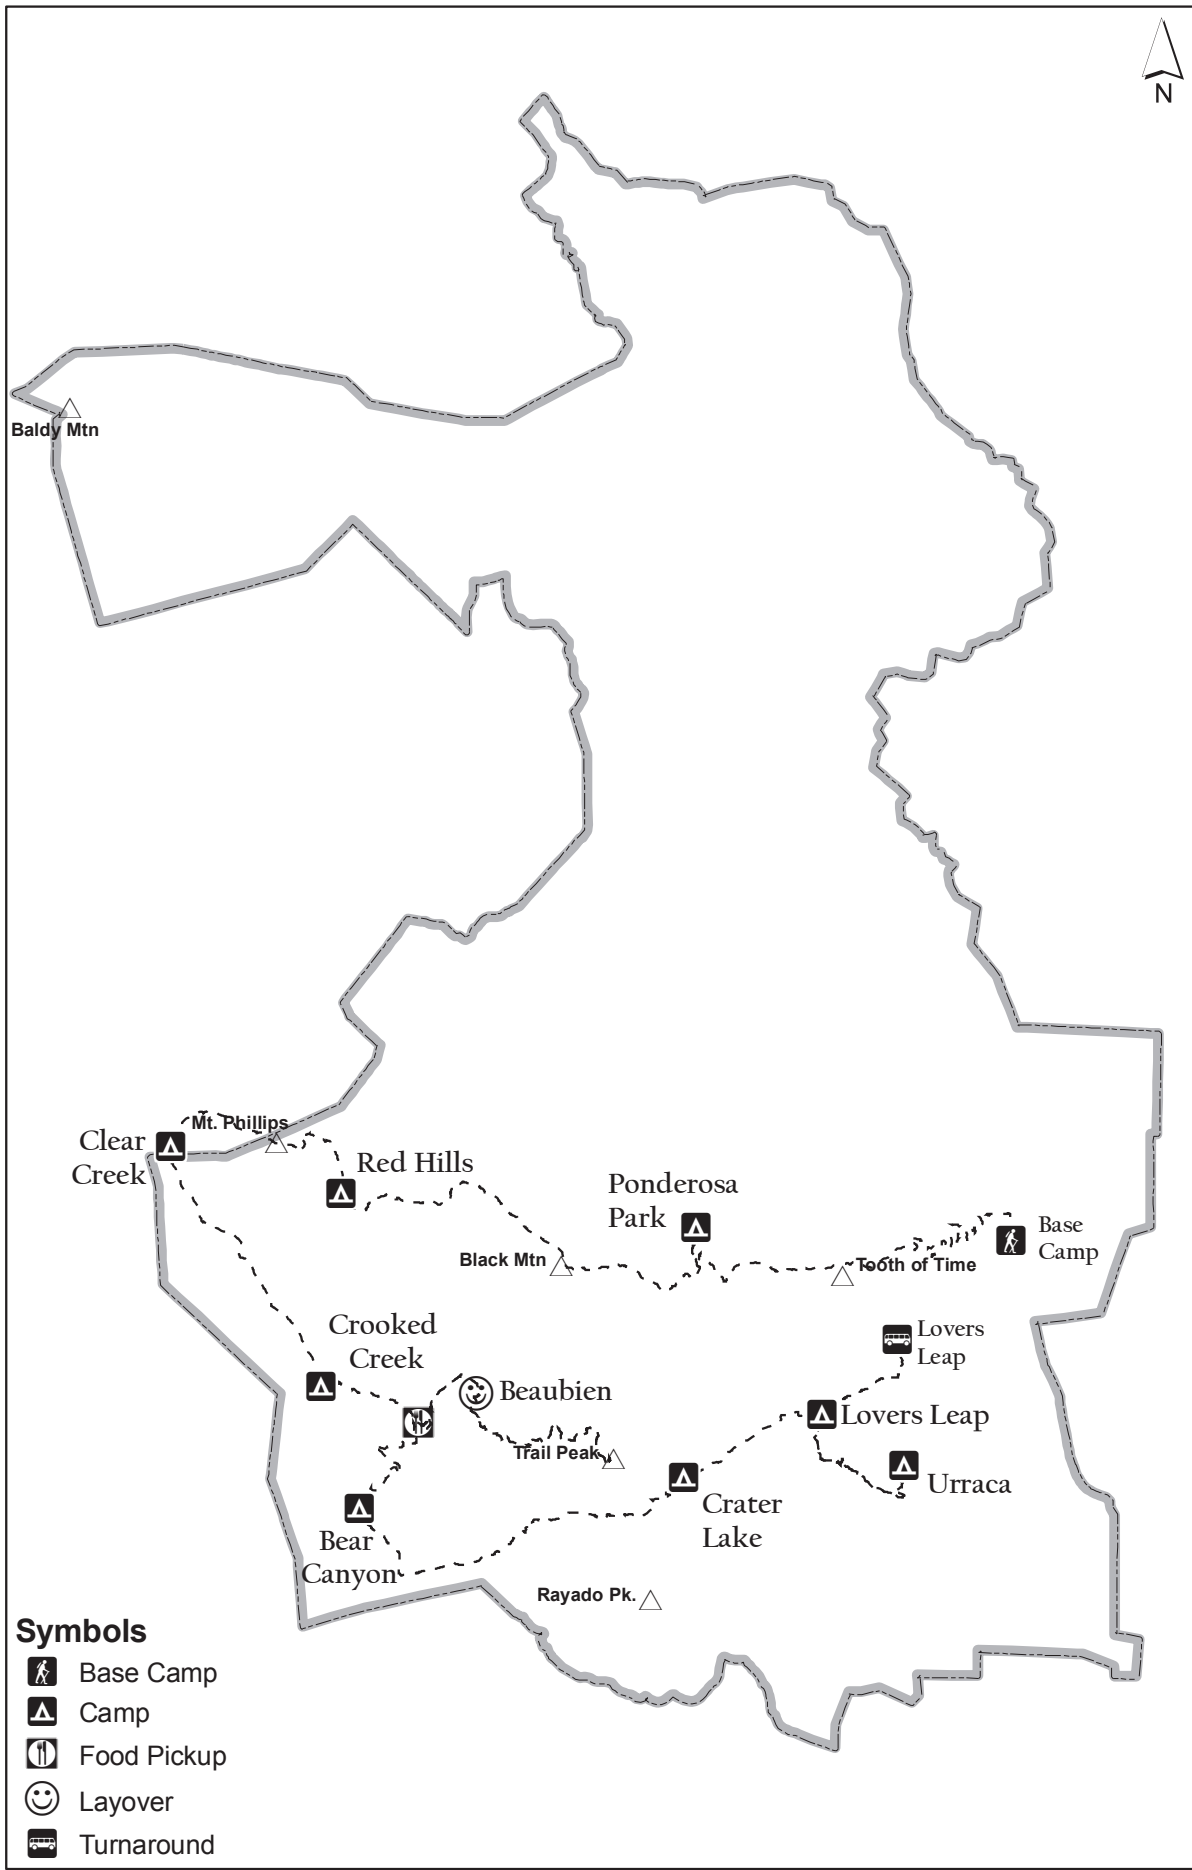 N
Baldy Mtn
Mt. Phillips
Clear
Creek
Red Hills
Ponderosa
Park
Base
Camp
Black Mtn
Tooth of Time
Crooked
Creek
Lovers
Leap
Beaubien
Lovers Leap
Trail Peak
Urraca
Crater
Lake
Bear
Canyon
Rayado Pk.
Symbols
Base Camp
Camp
Food Pickup
Layover
Turnaround